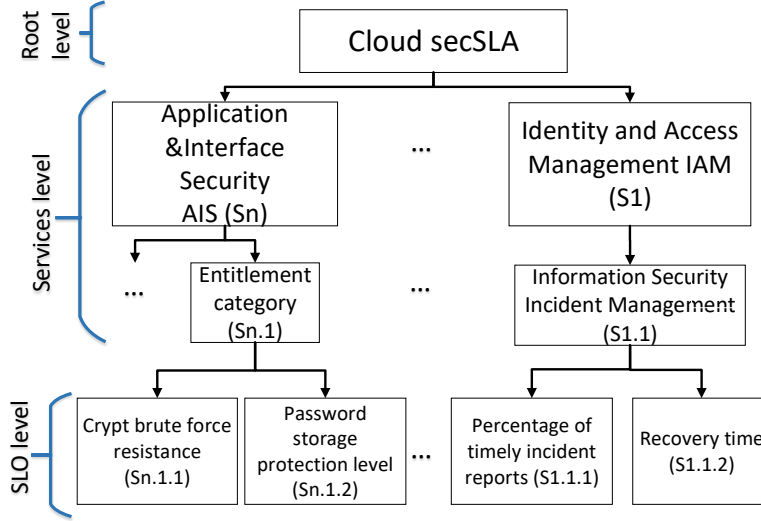 Root
level
Cloud secSLA
Services level
Application
&Interface
Security
AIS (Sn)
...
Identity and Access
Management IAM
(S1)
...
Entitlement
category
(Sn.1)
...
Information Security
Incident Management
(S1.1)
SLO level
Crypt brute force
resistance
(Sn.1.1)
Password
storage
protection level
(Sn.1.2)
...
Percentage of
timely incident
reports (S1.1.1)
Recovery time
(S1.1.2)